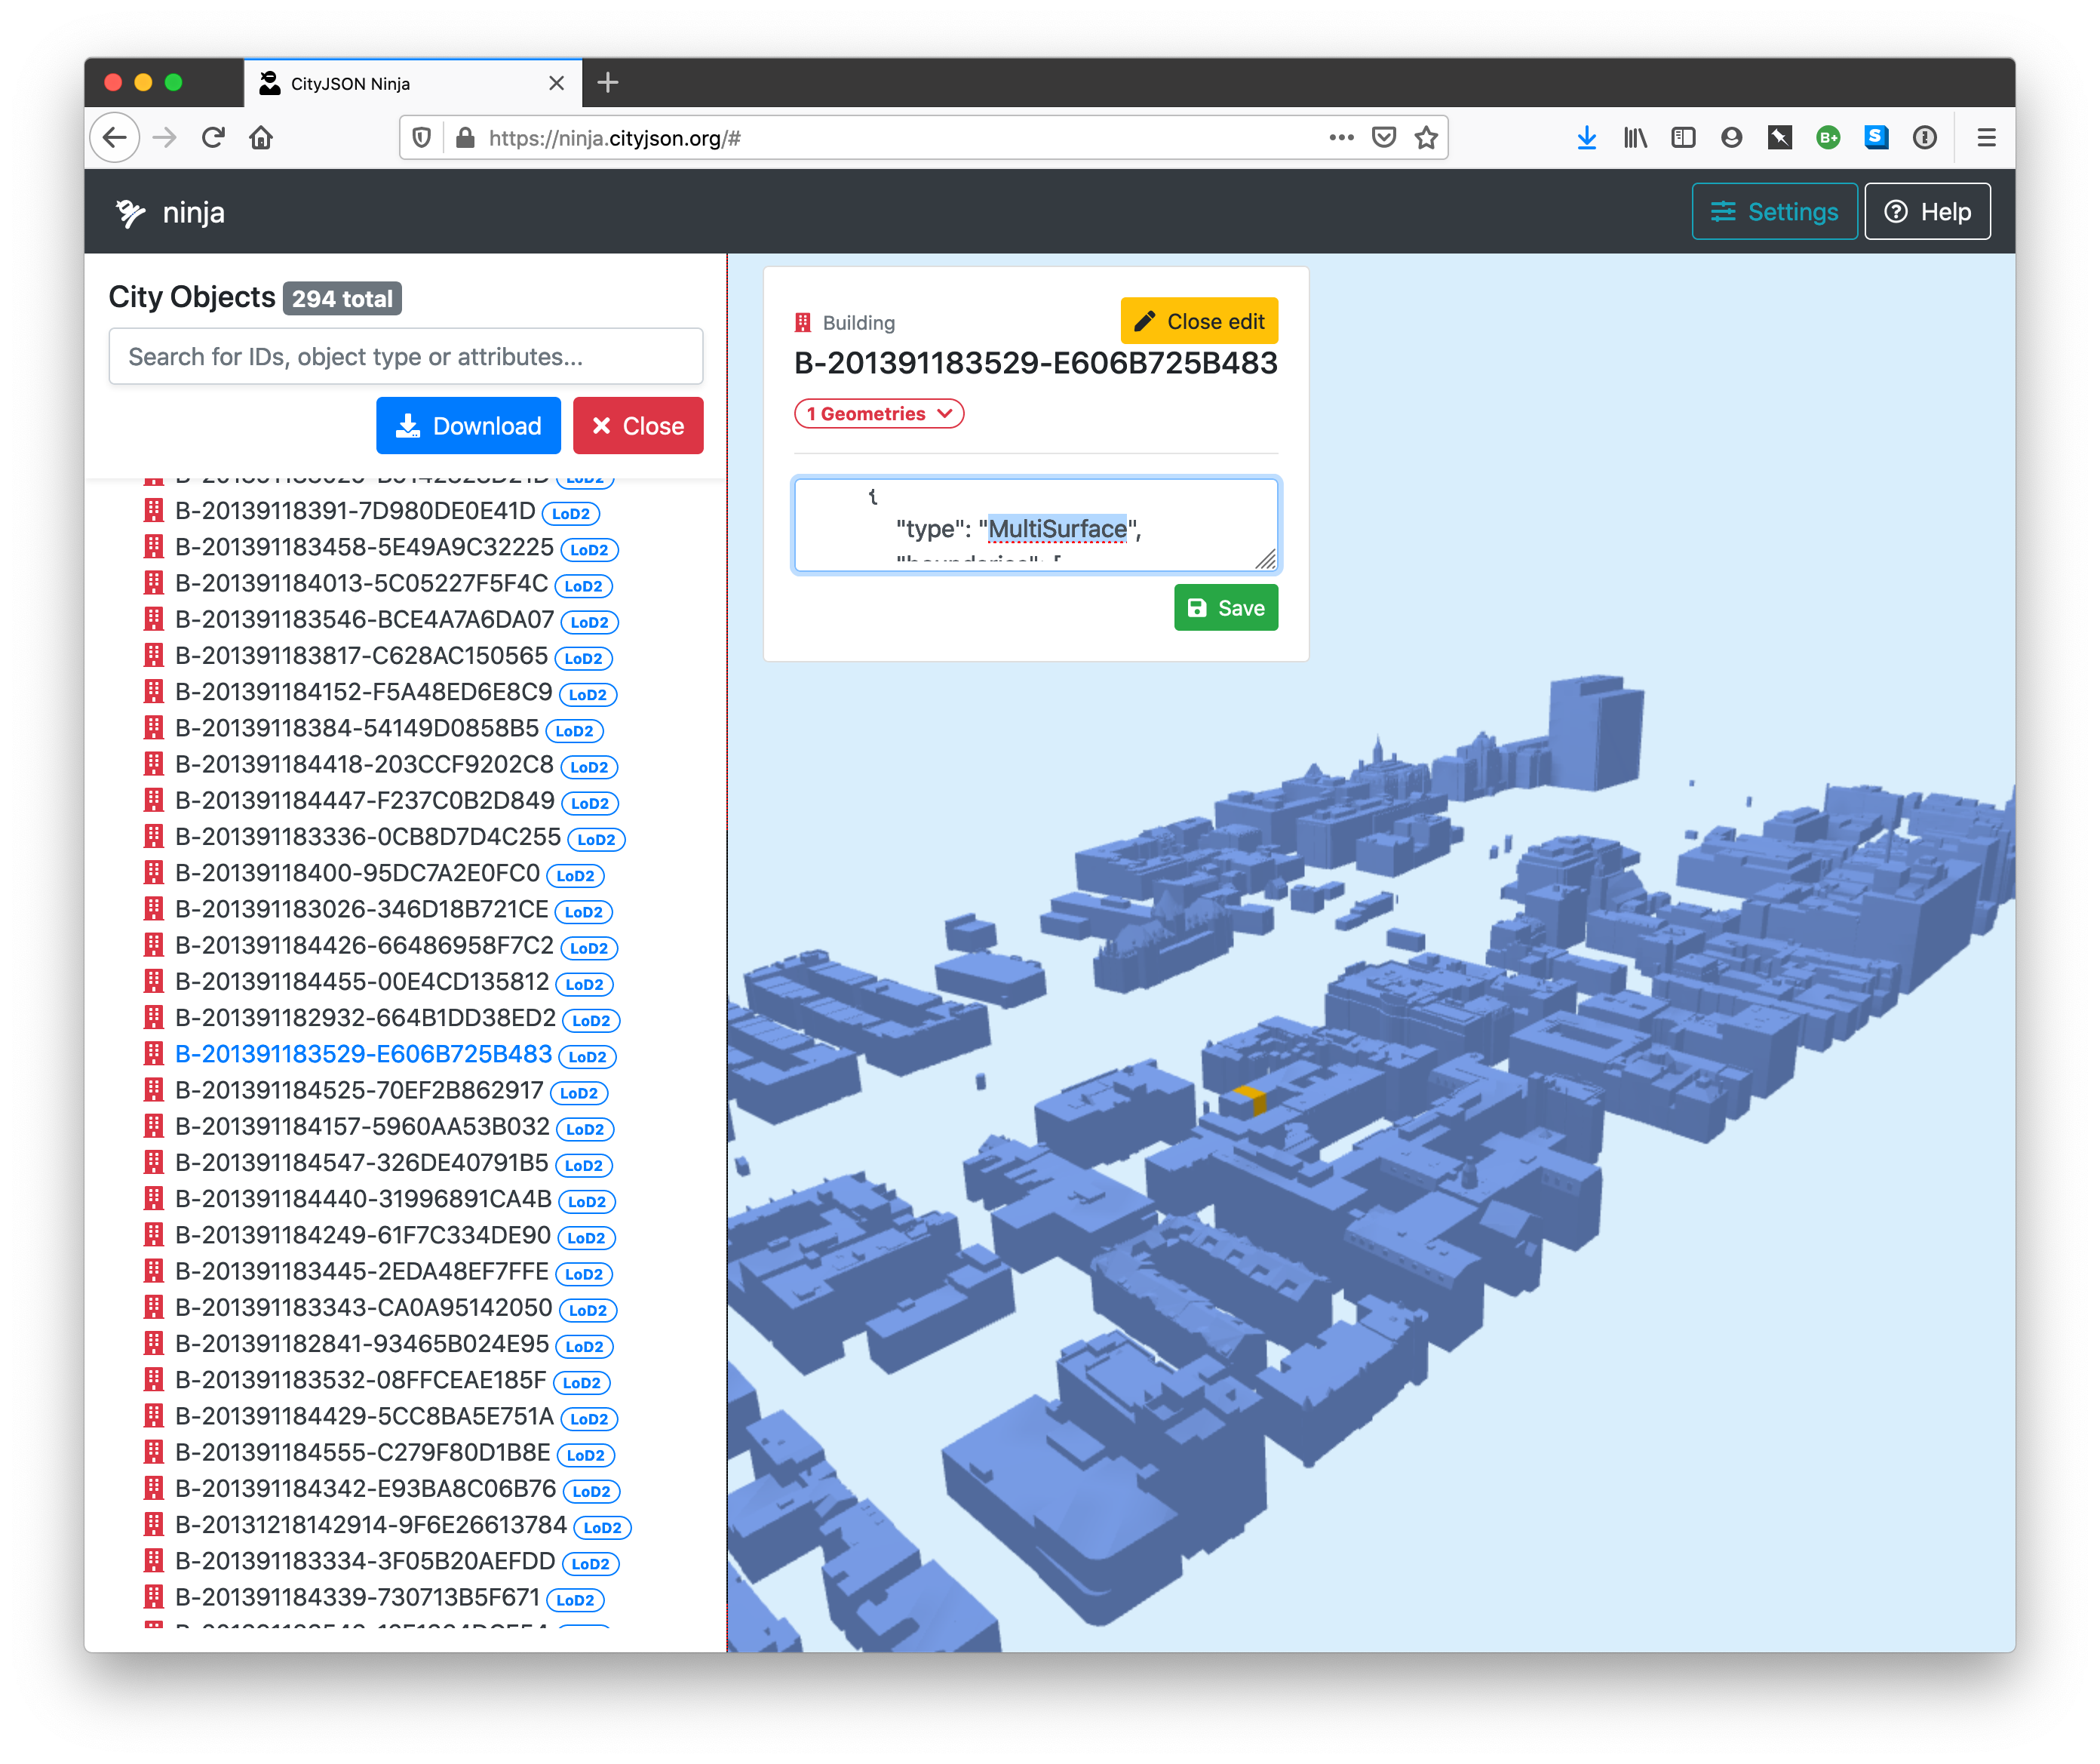 CityJSON Ninja
https://ninja.cityjson.org/#
ninja
Settings
Help
City Objects 294 total
Search for IDs, object type or attributes...
Download
Close
B-20139118391-7D980DE0E41D LoD2
B-201391183458-5E49A9C32225 LoD2
B-201391184013-5C05227F5F4C LoD2
B-201391183546-BCE4A7A6DA07 LoD2
B-201391183817-C628AC150565 LoD2
B-201391184152-F5A48ED6E8C9 LoD2
B-20139118384-54149D0858B5 LoD2
B-201391184418-203CCF9202C8 LoD2
B-201391184447-F237C0B2D849 LoD2
B-201391183336-0CB8D7D4C255 LoD2
B-20139118400-95DC7A2E0FC0 LoD2
B-201391183026-346D18B721CE LoD2
B-201391184426-66486958F7C2 LoD2
B-201391184455-00E4CD135812 LoD2
B-201391182932-664B1DD38ED2 LoD2
B-201391183529-E606B725B483 LoD2
B-201391184525-70EF2B862917 LoD2
B-201391184157-5960AA53B032 LoD2
B-201391184547-326DE40791B5 LoD2
B-201391184440-31996891CA4B LoD2
B-201391184249-61F7C334DE90 LoD2
B-201391183445-2EDA48EF7FFE LoD2
B-201391183343-CA0A95142050 LoD2
B-201391182841-93465B024E95 LoD2
B-201391183532-08FFCEAE185F LoD2
B-201391184429-5CC8BA5E751A LoD2
B-201391184555-C279F80D1B8E LoD2
B-201391184342-E93BA8C06B76 LoD2
B-20131218142914-9F6E26613784 LoD2
B-201391183334-3F05B20AEFDD LoD2
B-201391184339-730713B5F671 LoD2
Building
Close edit
B-201391183529-E606B725B483
1 Geometries
{
"type": "MultiSurface",
"boundaries": [
Save